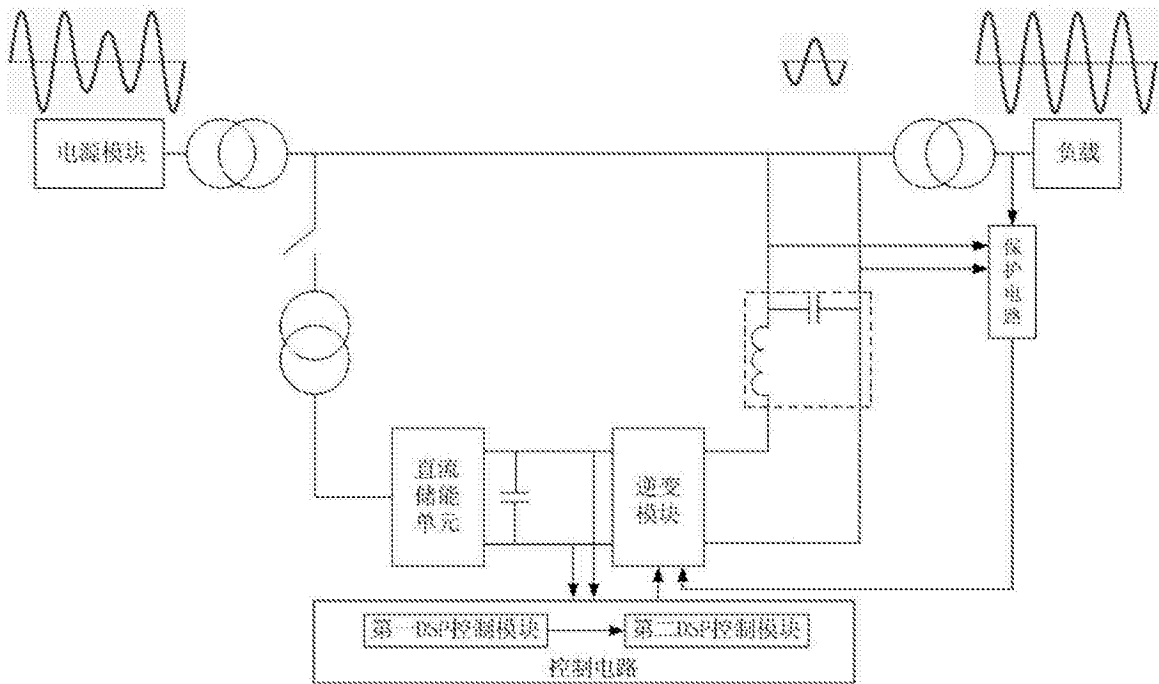 电源模块
负载
保护电路
直流
储能
单元
逆变
模块
第一DSP控制模块
第二DSP控制模块
控制电路